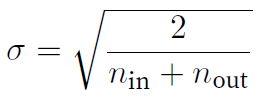 σ = √(2 / (n_in + n_out))